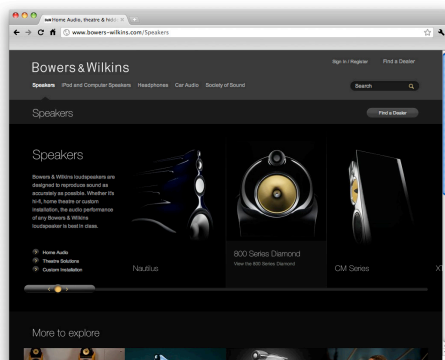 Home Audio, theatre & hi-fi
www.bowers-wilkins.com/Speakers
Bowers & Wilkins
Sign In / Register
Find a Dealer
Speakers
iPod and Computer Speakers
Headphones
Car Audio
Society of Sound
Search
Speakers
Find a Dealer
Speakers
Bowers & Wilkins loudspeakers are
designed to reproduce sound as
accurately as possible. Whether it's
hi-fi, home theatre or custom
installation, the audio performance
of any Bowers & Wilkins
loudspeaker is best in class.
Home Audio
Theatre Solutions
Custom Installation
Nautilus
800 Series Diamond
View the 800 Series Diamond
CM Series
More to explore